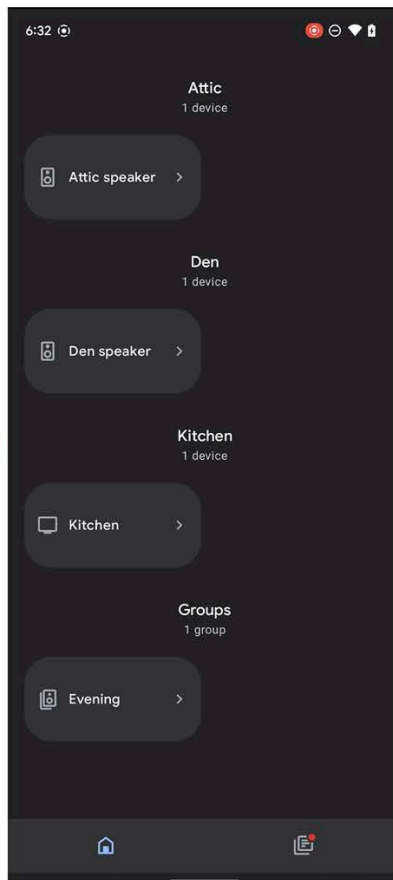 6:32
Attic
1 device
Attic speaker
Den
1 device
Den speaker
Kitchen
1 device
Kitchen
Groups
1 group
Evening